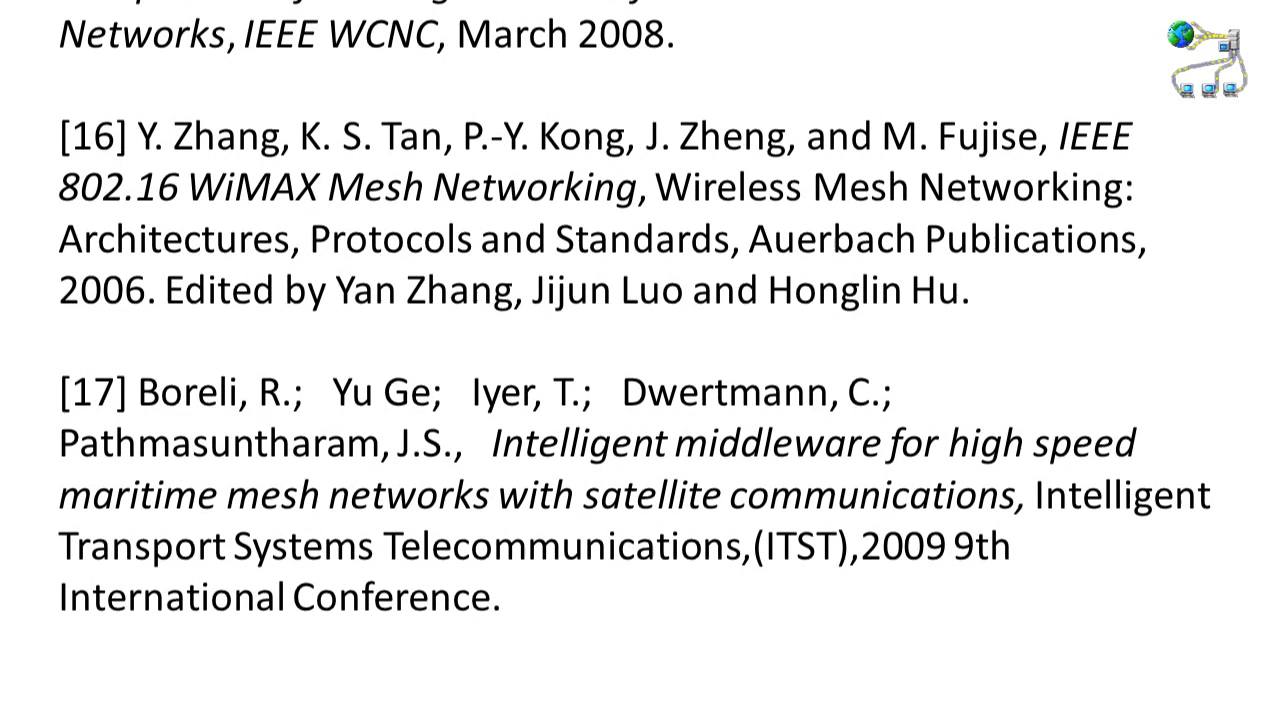 Networks, IEEE WCNC, March 2008.
[16] Y. Zhang, K. S. Tan, P.-Y. Kong, J. Zheng, and M. Fujise, IEEE
802.16 WiMAX Mesh Networking, Wireless Mesh Networking:
Architectures, Protocols and Standards, Auerbach Publications,
2006. Edited by Yan Zhang, Jijun Luo and Honglin Hu.
[17] Boreli, R.; Yu Ge; Iyer, T.; Dwertmann, C.;
Pathmasuntharam, J.S., Intelligent middleware for high speed
maritime mesh networks with satellite communications, Intelligent
Transport Systems Telecommunications,(ITST),2009 9th
International Conference.